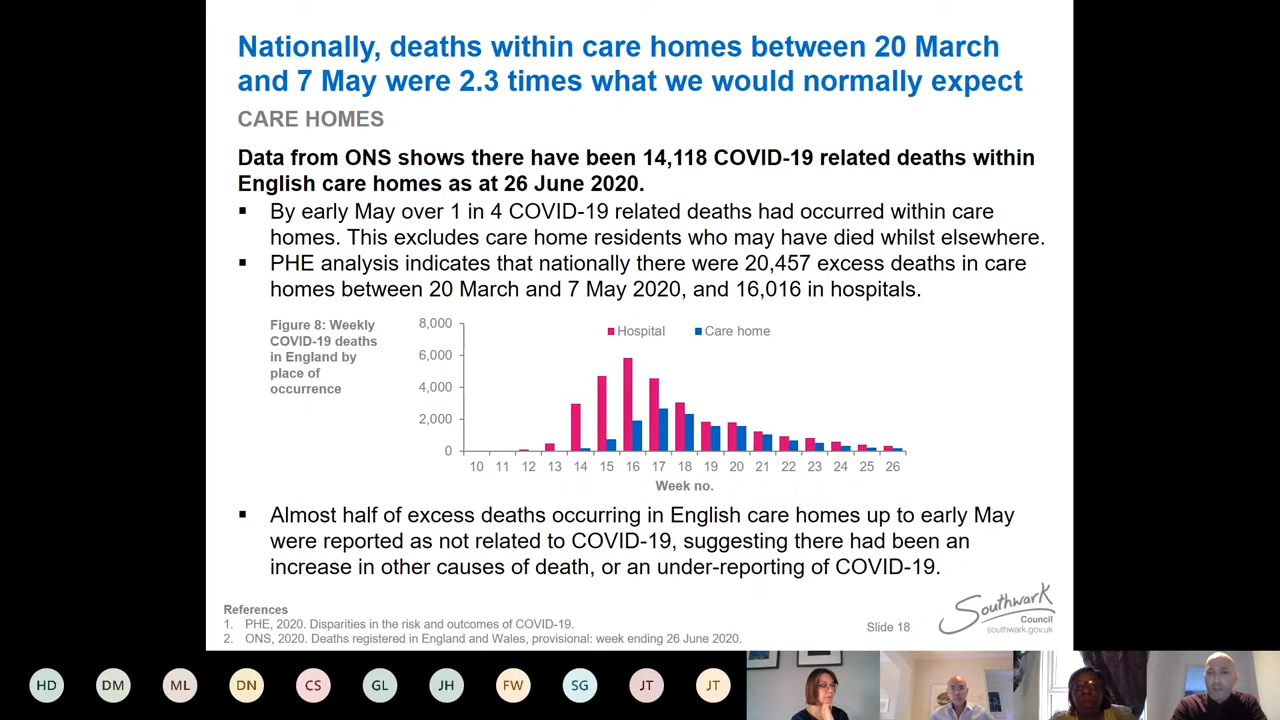 Nationally, deaths within care homes between 20 March
and 7 May were 2.3 times what we would normally expect
CARE HOMES
Data from ONS shows there have been 14,118 COVID-19 related deaths within
English care homes as at 26 June 2020.
▪ By early May over 1 in 4 COVID-19 related deaths had occurred within care
homes. This excludes care home residents who may have died whilst elsewhere.
▪ PHE analysis indicates that nationally there were 20,457 excess deaths in care
homes between 20 March and 7 May 2020, and 16,016 in hospitals.
Figure 8: Weekly
COVID-19 deaths
in England by
place of
occurrence
Hospital Care home
8,000
6,000
4,000
2,000
0
10 11 12 13 14 15 16 17 18 19 20 21 22 23 24 25 26
Week no.
▪ Almost half of excess deaths occurring in English care homes up to early May
were reported as not related to COVID-19, suggesting there had been an
increase in other causes of death, or an under-reporting of COVID-19.
References
1. PHE, 2020. Disparities in the risk and outcomes of COVID-19.
2. ONS, 2020. Deaths registered in England and Wales, provisional: week ending 26 June 2020.
Slide 18
Southwark
Council
southwark.gov.uk
HD DM ML DN CS GL JH FW SG JT JT